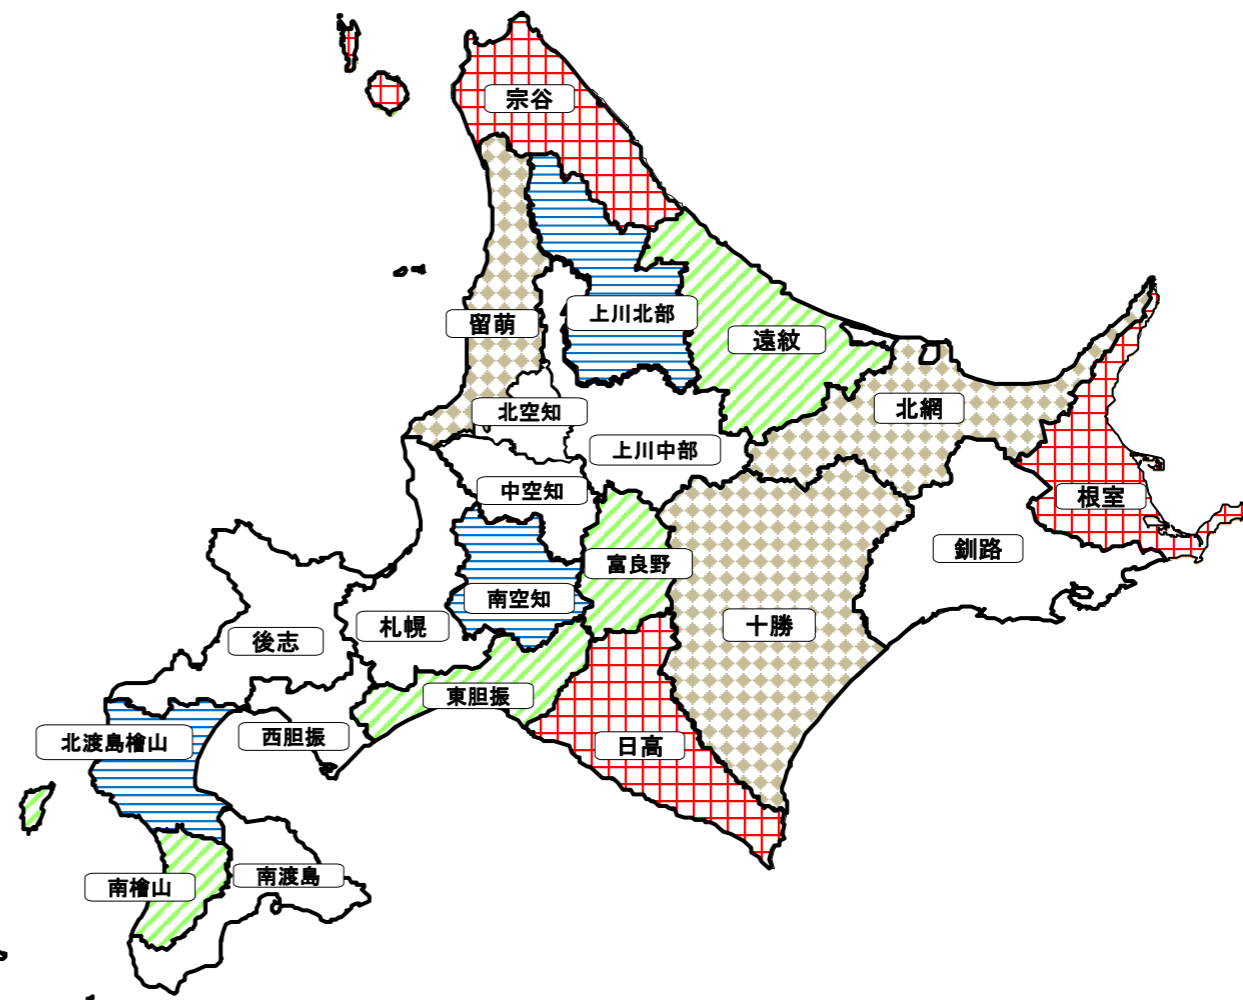 宗谷
上川北部
留萌
遠紋
北空知
北網
上川中部
中空知
根室
釧路
富良野
南空知
札幌
十勝
後志
東胆振
西胆振
北渡島檜山
日高
南渡島
南檜山